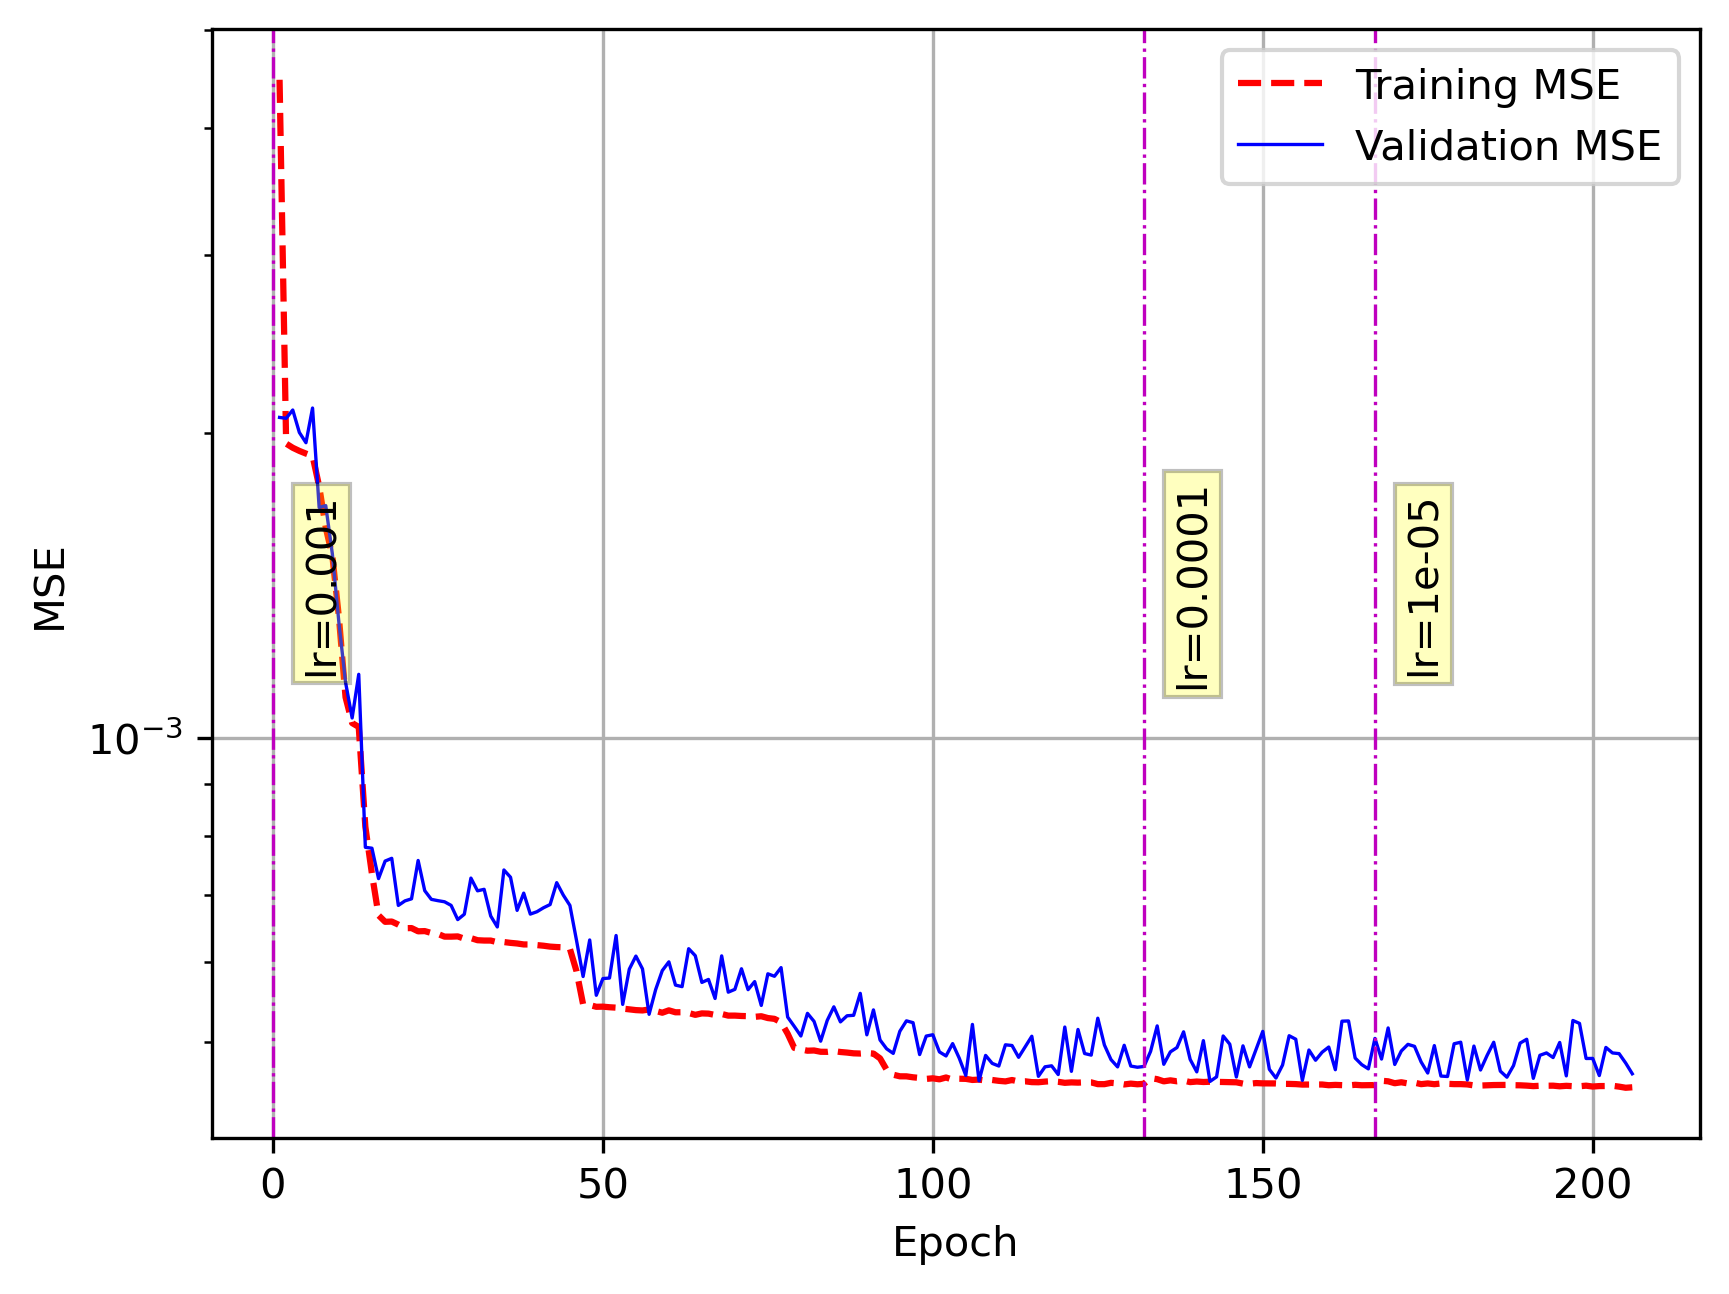 Training MSE
Validation MSE
lr=0.001
lr=0.0001
lr=1e-05
MSE
10⁻³
0 50 100 150 200
Epoch